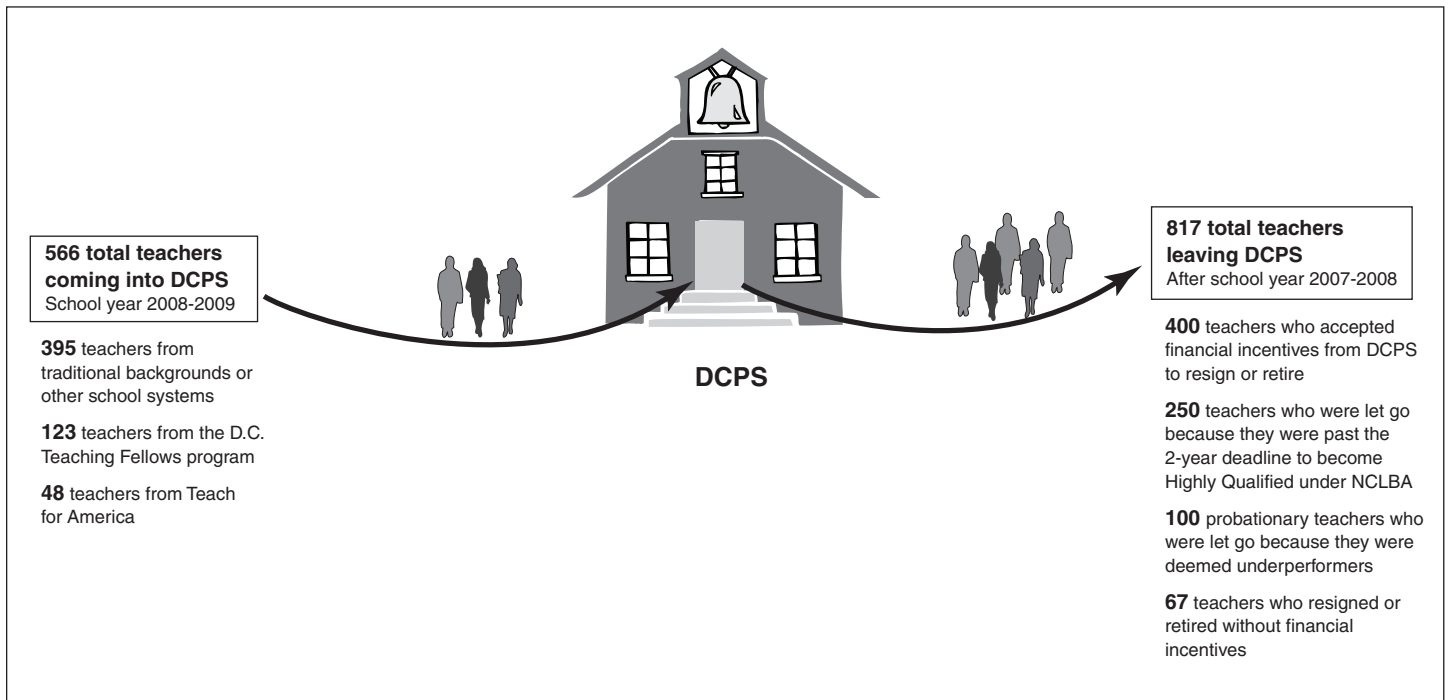 566 total teachers
coming into DCPS
School year 2008-2009
395 teachers from
traditional backgrounds or
other school systems
123 teachers from the D.C.
Teaching Fellows program
48 teachers from Teach
for America
DCPS
817 total teachers
leaving DCPS
After school year 2007-2008
400 teachers who accepted
financial incentives from DCPS
to resign or retire
250 teachers who were let go
because they were past the
2-year deadline to become
Highly Qualified under NCLBA
100 probationary teachers who
were let go because they were
deemed underperformers
67 teachers who resigned or
retired without financial
incentives